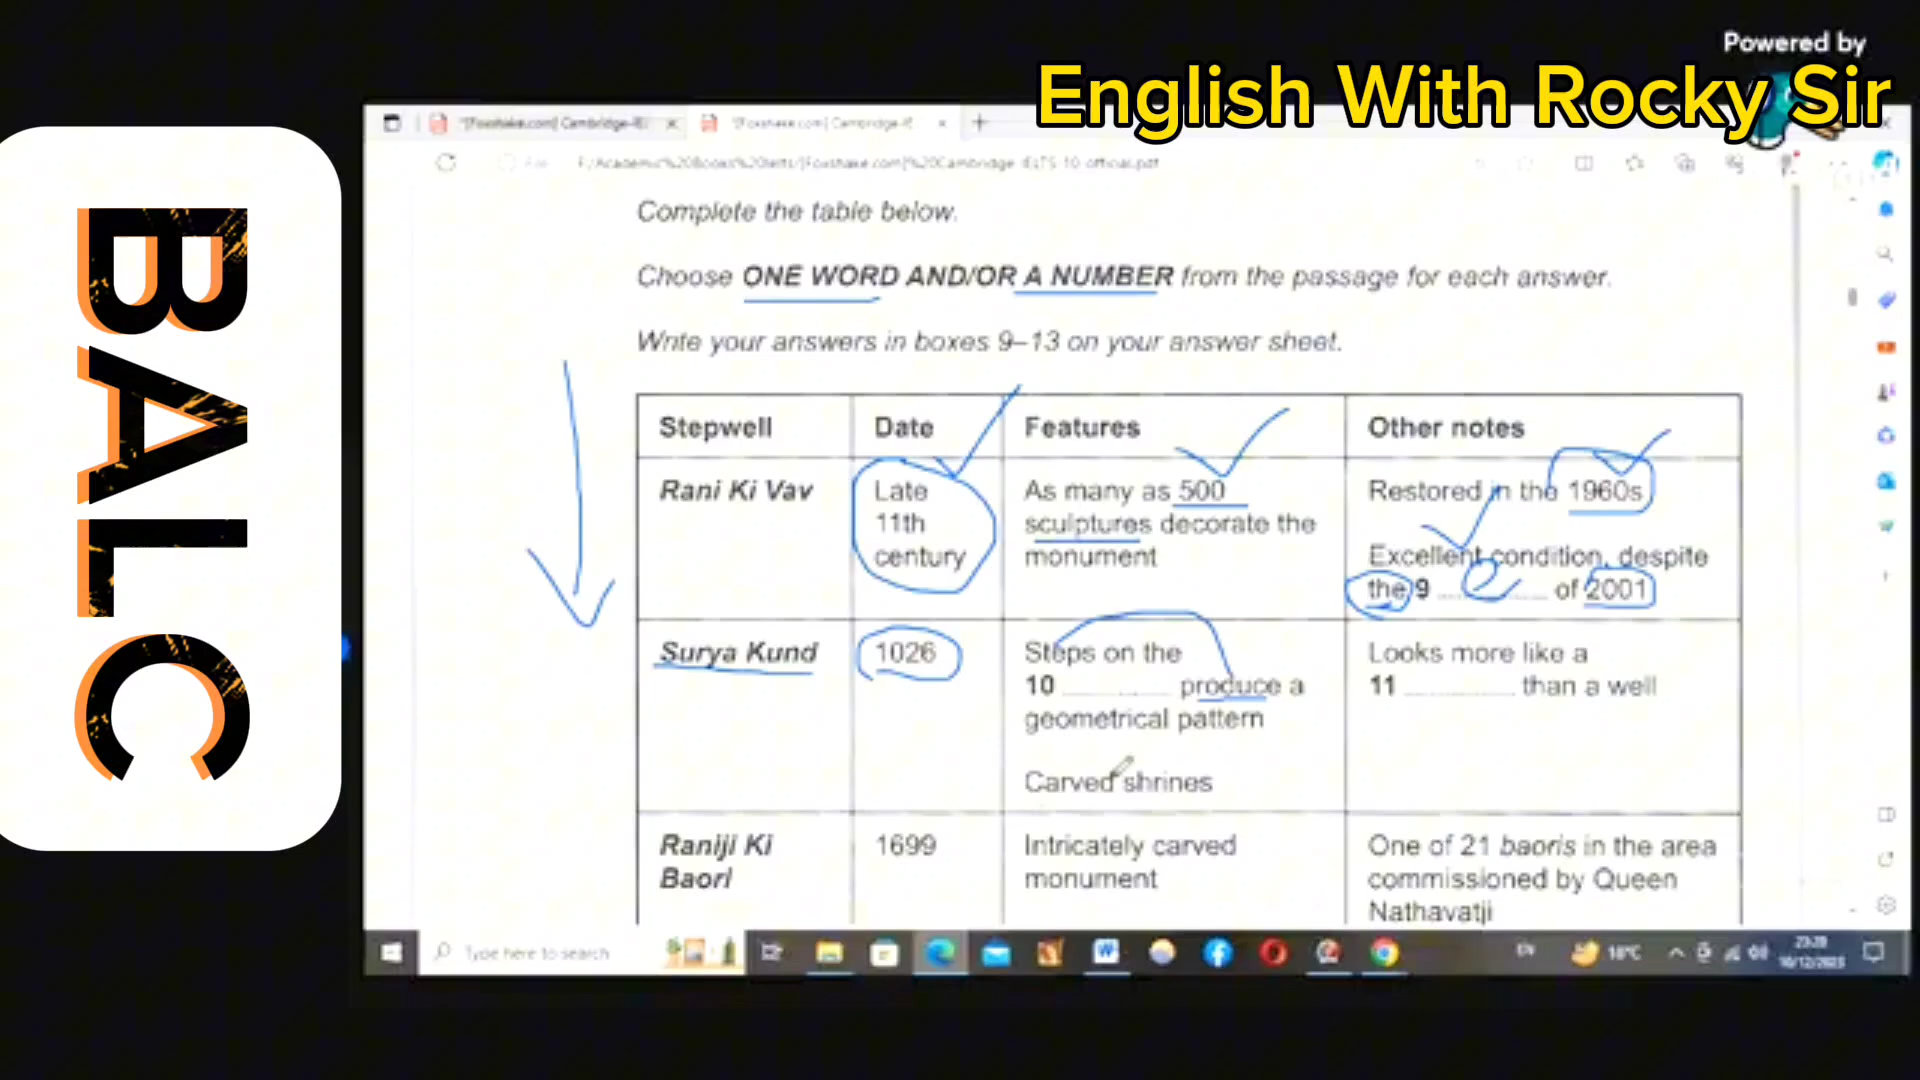 Powered by
English With Rocky Sir
BALC
Complete the table below.
Choose ONE WORD AND/OR A NUMBER from the passage for each answer.
Write your answers in boxes 9–13 on your answer sheet.
Stepwell Date Features Other notes
Rani Ki Vav
Late
11th
century
As many as 500
sculptures decorate the
monument
Restored in the 1960s
Excellent condition, despite
the 9 .............. of 2001
Surya Kund
1026
Steps on the
10 .............. produce a
geometrical pattern
Carved shrines
Looks more like a
11 .............. than a well
Raniji Ki
Baori
1699
Intricately carved
monument
One of 21 baoris in the area
commissioned by Queen
Nathavatji
Type here to search
18°C